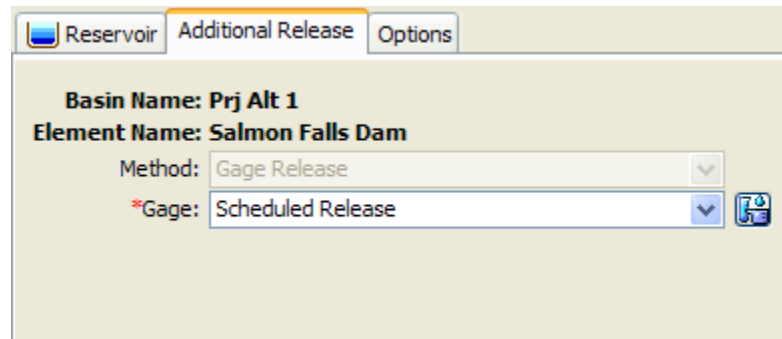 Reservoir Additional Release Options
Basin Name: Prj Alt 1
Element Name: Salmon Falls Dam
Method: Gage Release
*Gage: Scheduled Release